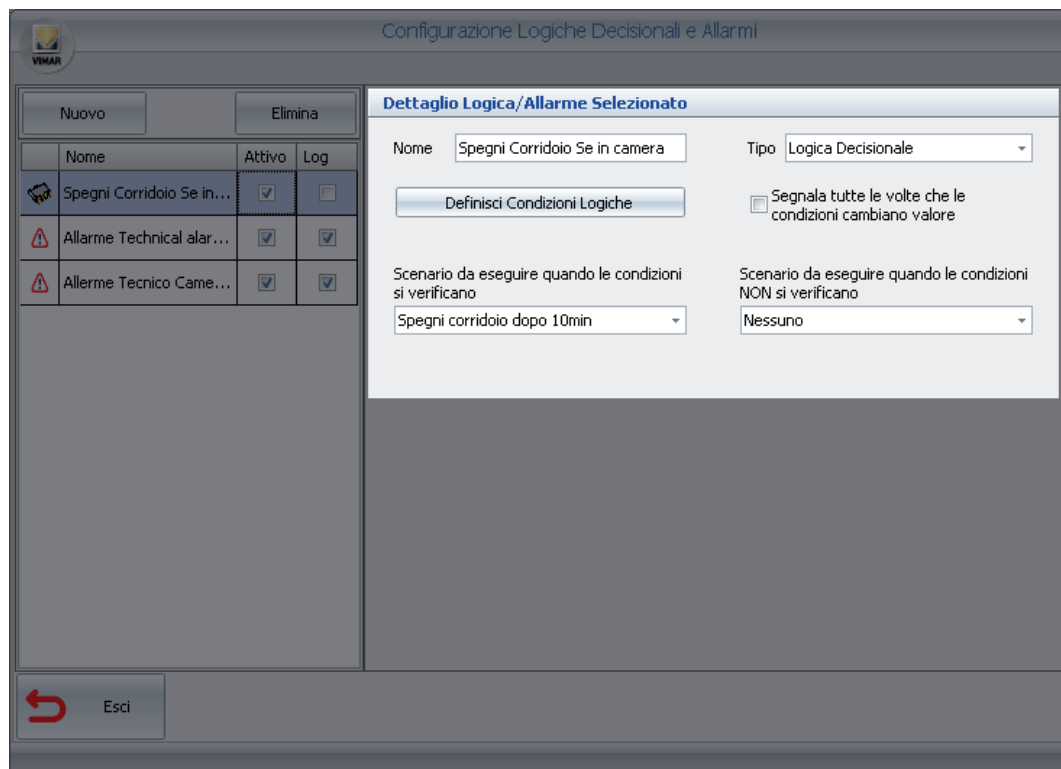 Configurazione Logiche Decisionali e Allarmi
VIMAR
Nuovo
Elimina
Nome
Attivo
Log
Spegni Corridoio Se in...
Allarme Technical alar...
Allerme Tecnico Came...
Dettaglio Logica/Allarme Selezionato
Nome
Spegni Corridoio Se in camera
Tipo
Logica Decisionale
Definisci Condizioni Logiche
Segnala tutte le volte che le
condizioni cambiano valore
Scenario da eseguire quando le condizioni
si verificano
Spegni corridoio dopo 10min
Scenario da eseguire quando le condizioni
NON si verificano
Nessuno
Esci